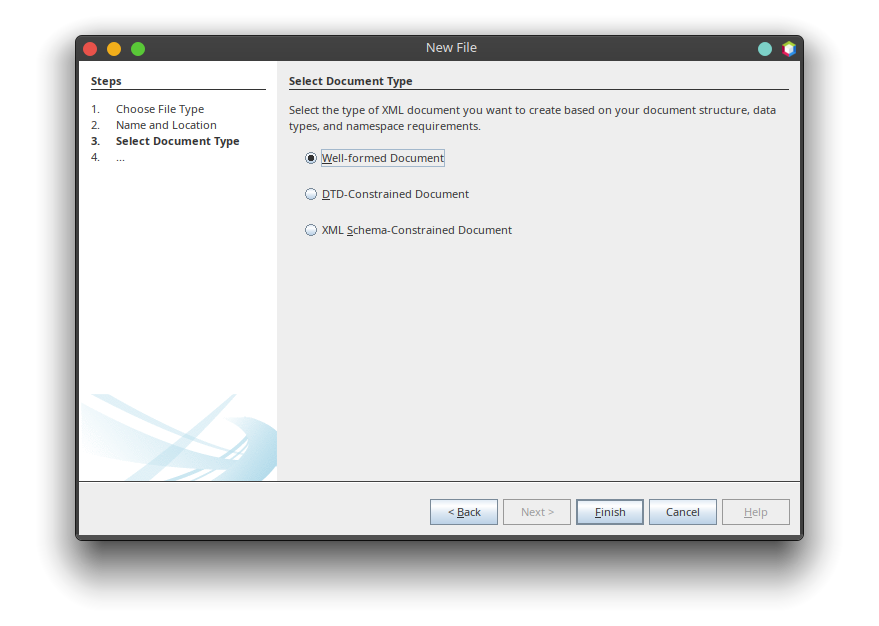 New File
Steps
1. Choose File Type
2. Name and Location
3. Select Document Type
4. ...
Select Document Type
Select the type of XML document you want to create based on your document structure, data
types, and namespace requirements.
Well-formed Document
DTD-Constrained Document
XML Schema-Constrained Document
< Back Next > Finish Cancel Help